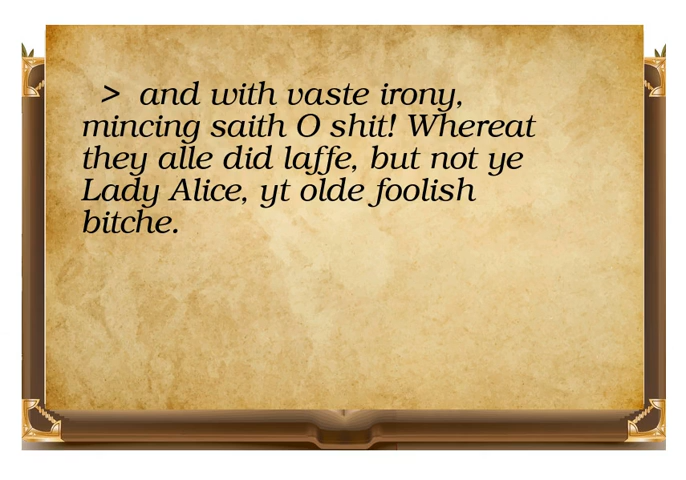 > and with vaste irony,
mincing saith O shit! Whereat
they alle did laffe, but not ye
Lady Alice, yt olde foolish
bitche.